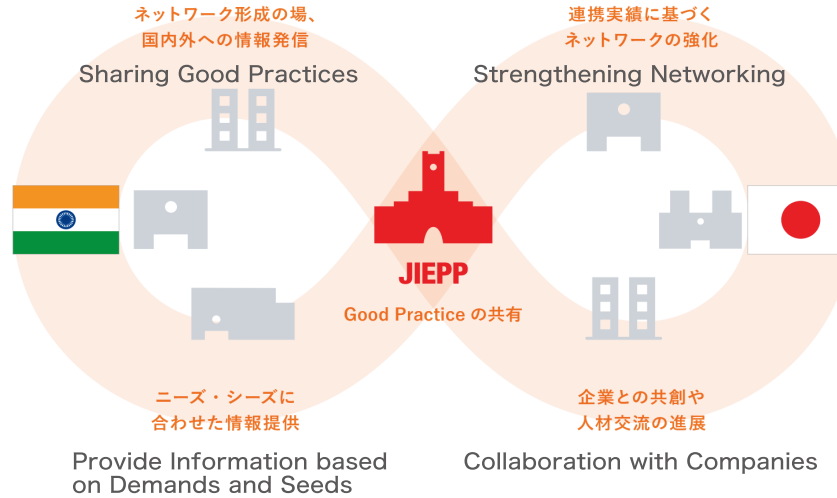 ネットワーク形成の場、
国内外への情報発信
Sharing Good Practices
連携実績に基づく
ネットワークの強化
Strengthening Networking
JIEPP
Good Practice の共有
ニーズ・シーズに
合わせた情報提供
Provide Information based
on Demands and Seeds
企業との共創や
人材交流の進展
Collaboration with Companies